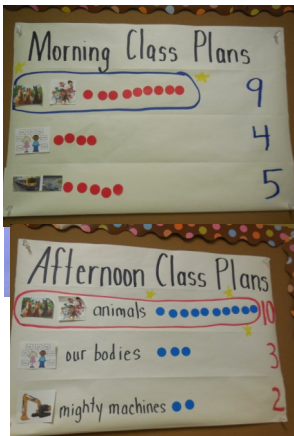 Morning Class Plans
9
4
5
Afternoon Class Plans
animals 10
our bodies 3
mighty machines 2